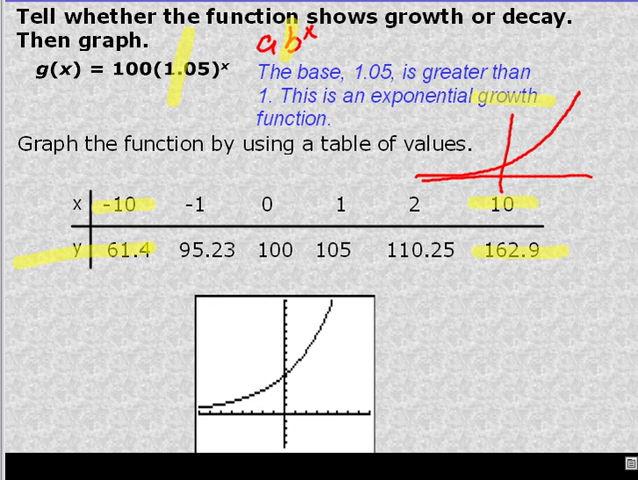 Tell whether the function shows growth or decay.
Then graph.
abˣ
g(x) = 100(1.05)ˣ
The base, 1.05, is greater than
1. This is an exponential growth
function.
Graph the function by using a table of values.
x -10 -1 0 1 2 10
y 61.4 95.23 100 105 110.25 162.9